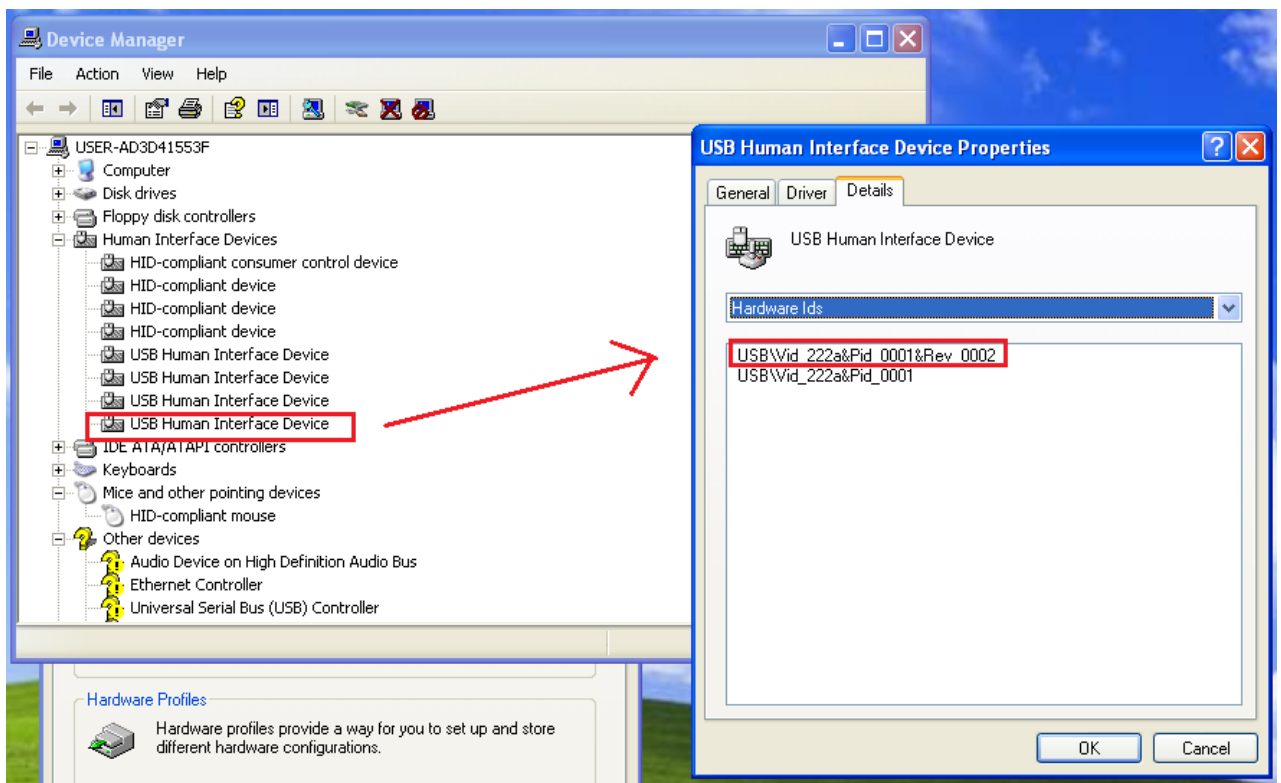 Device Manager
File Action View Help
USER-AD3D41553F
Computer
Disk drives
Floppy disk controllers
Human Interface Devices
HID-compliant consumer control device
HID-compliant device
HID-compliant device
HID-compliant device
USB Human Interface Device
USB Human Interface Device
USB Human Interface Device
USB Human Interface Device
IDE ATA/ATAPI controllers
Keyboards
Mice and other pointing devices
HID-compliant mouse
Other devices
Audio Device on High Definition Audio Bus
Ethernet Controller
Universal Serial Bus (USB) Controller
Hardware Profiles
Hardware profiles provide a way for you to set up and store
different hardware configurations.
USB Human Interface Device Properties
General Driver Details
USB Human Interface Device
Hardware Ids
USB\Vid_222a&Pid_0001&Rev_0002
USB\Vid_222a&Pid_0001
OK Cancel